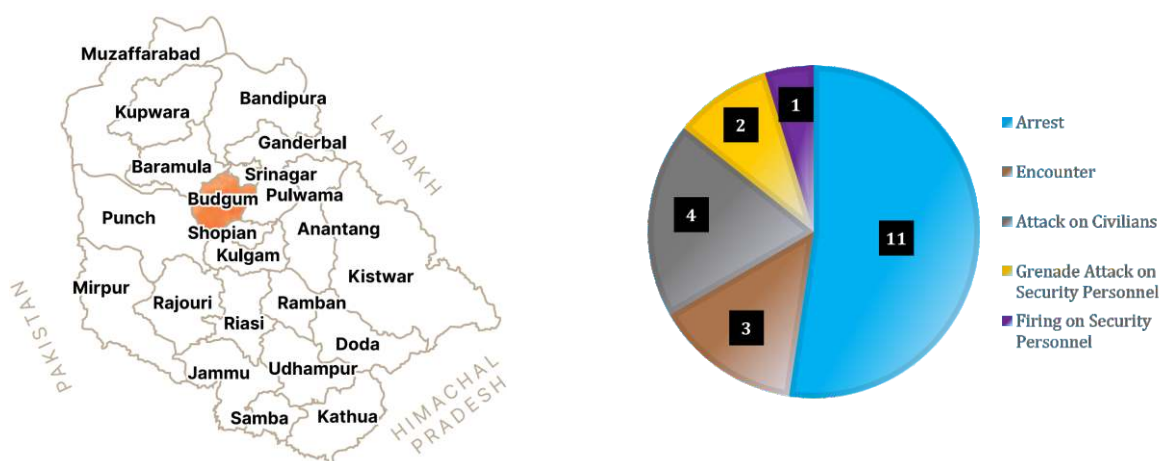 Muzaffarabad
Kupwara
Bandipura
Ganderbal
LADAKH
Baramula
Srinagar
Budgum
Pulwama
Punch
Shopian
Anantang
Kulgam
Kistwar
Mirpur
Rajouri
Ramban
Riasi
PAKISTAN
Doda
Jammu
Udhampur
Samba
Kathua
HIMACHAL
PRADESH
1
2
4
11
3
Arrest
Encounter
Attack on Civilians
Grenade Attack on
Security Personnel
Firing on Security
Personnel